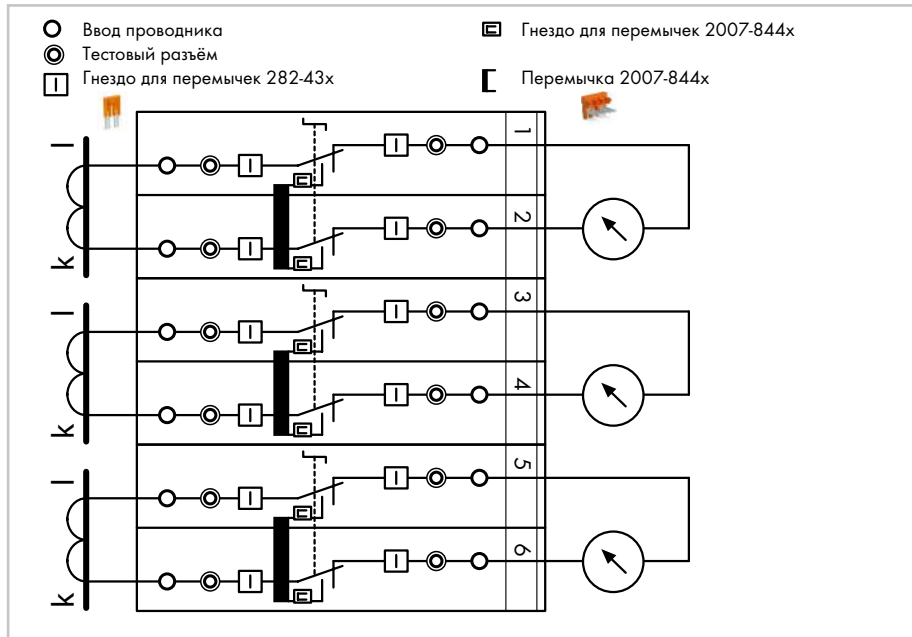 Ввод проводника
Тестовый разъём
Гнездо для перемычек 282-43x
Гнездо для перемычек 2007-844x
Перемычка 2007-844x
l
k
1
2
l
k
3
4
l
k
5
6